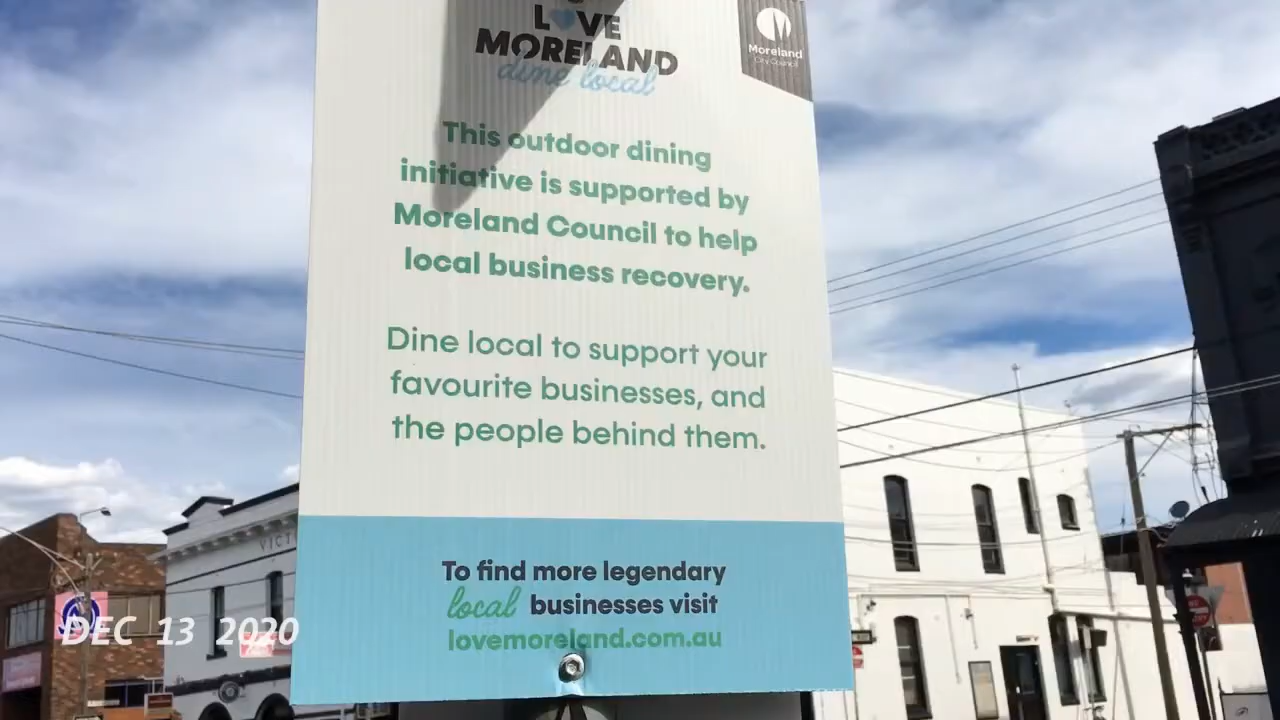 LOVE
MORELAND
dine local
Moreland
City Council
This outdoor dining
initiative is supported by
Moreland Council to help
local business recovery.
Dine local to support your
favourite businesses, and
the people behind them.
To find more legendary
local businesses visit
lovemoreland.com.au
VICT
DEC 13 2020